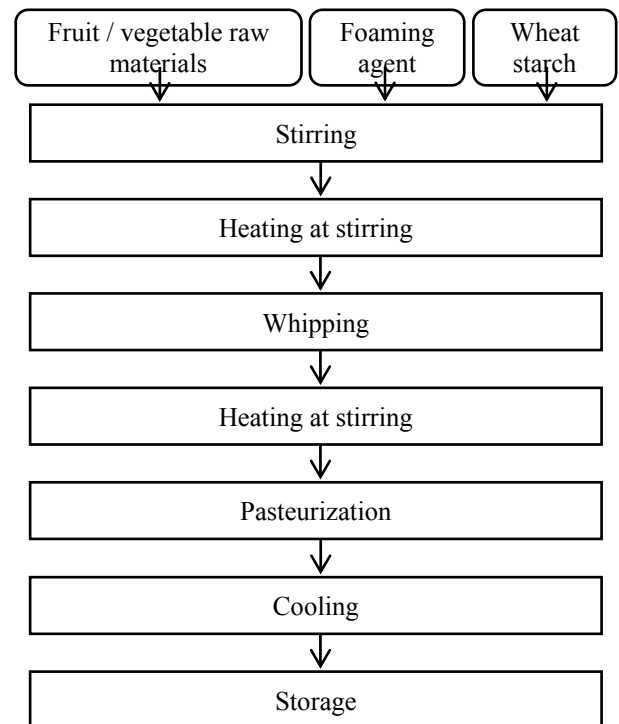 Fruit / vegetable raw
materials
Foaming
agent
Wheat
starch
Stirring
Heating at stirring
Whipping
Heating at stirring
Pasteurization
Cooling
Storage